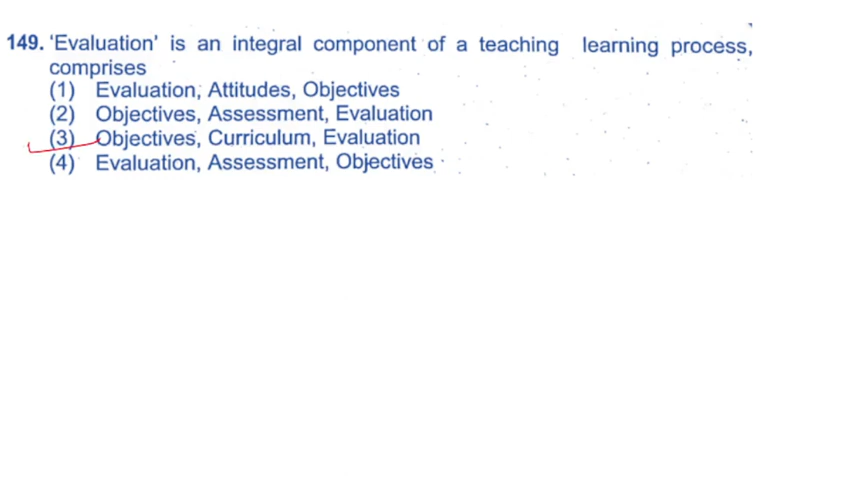 149. 'Evaluation' is an integral component of a teaching learning process,
comprises
(1) Evaluation, Attitudes, Objectives
(2) Objectives, Assessment, Evaluation
(3) Objectives, Curriculum, Evaluation
(4) Evaluation, Assessment, Objectives